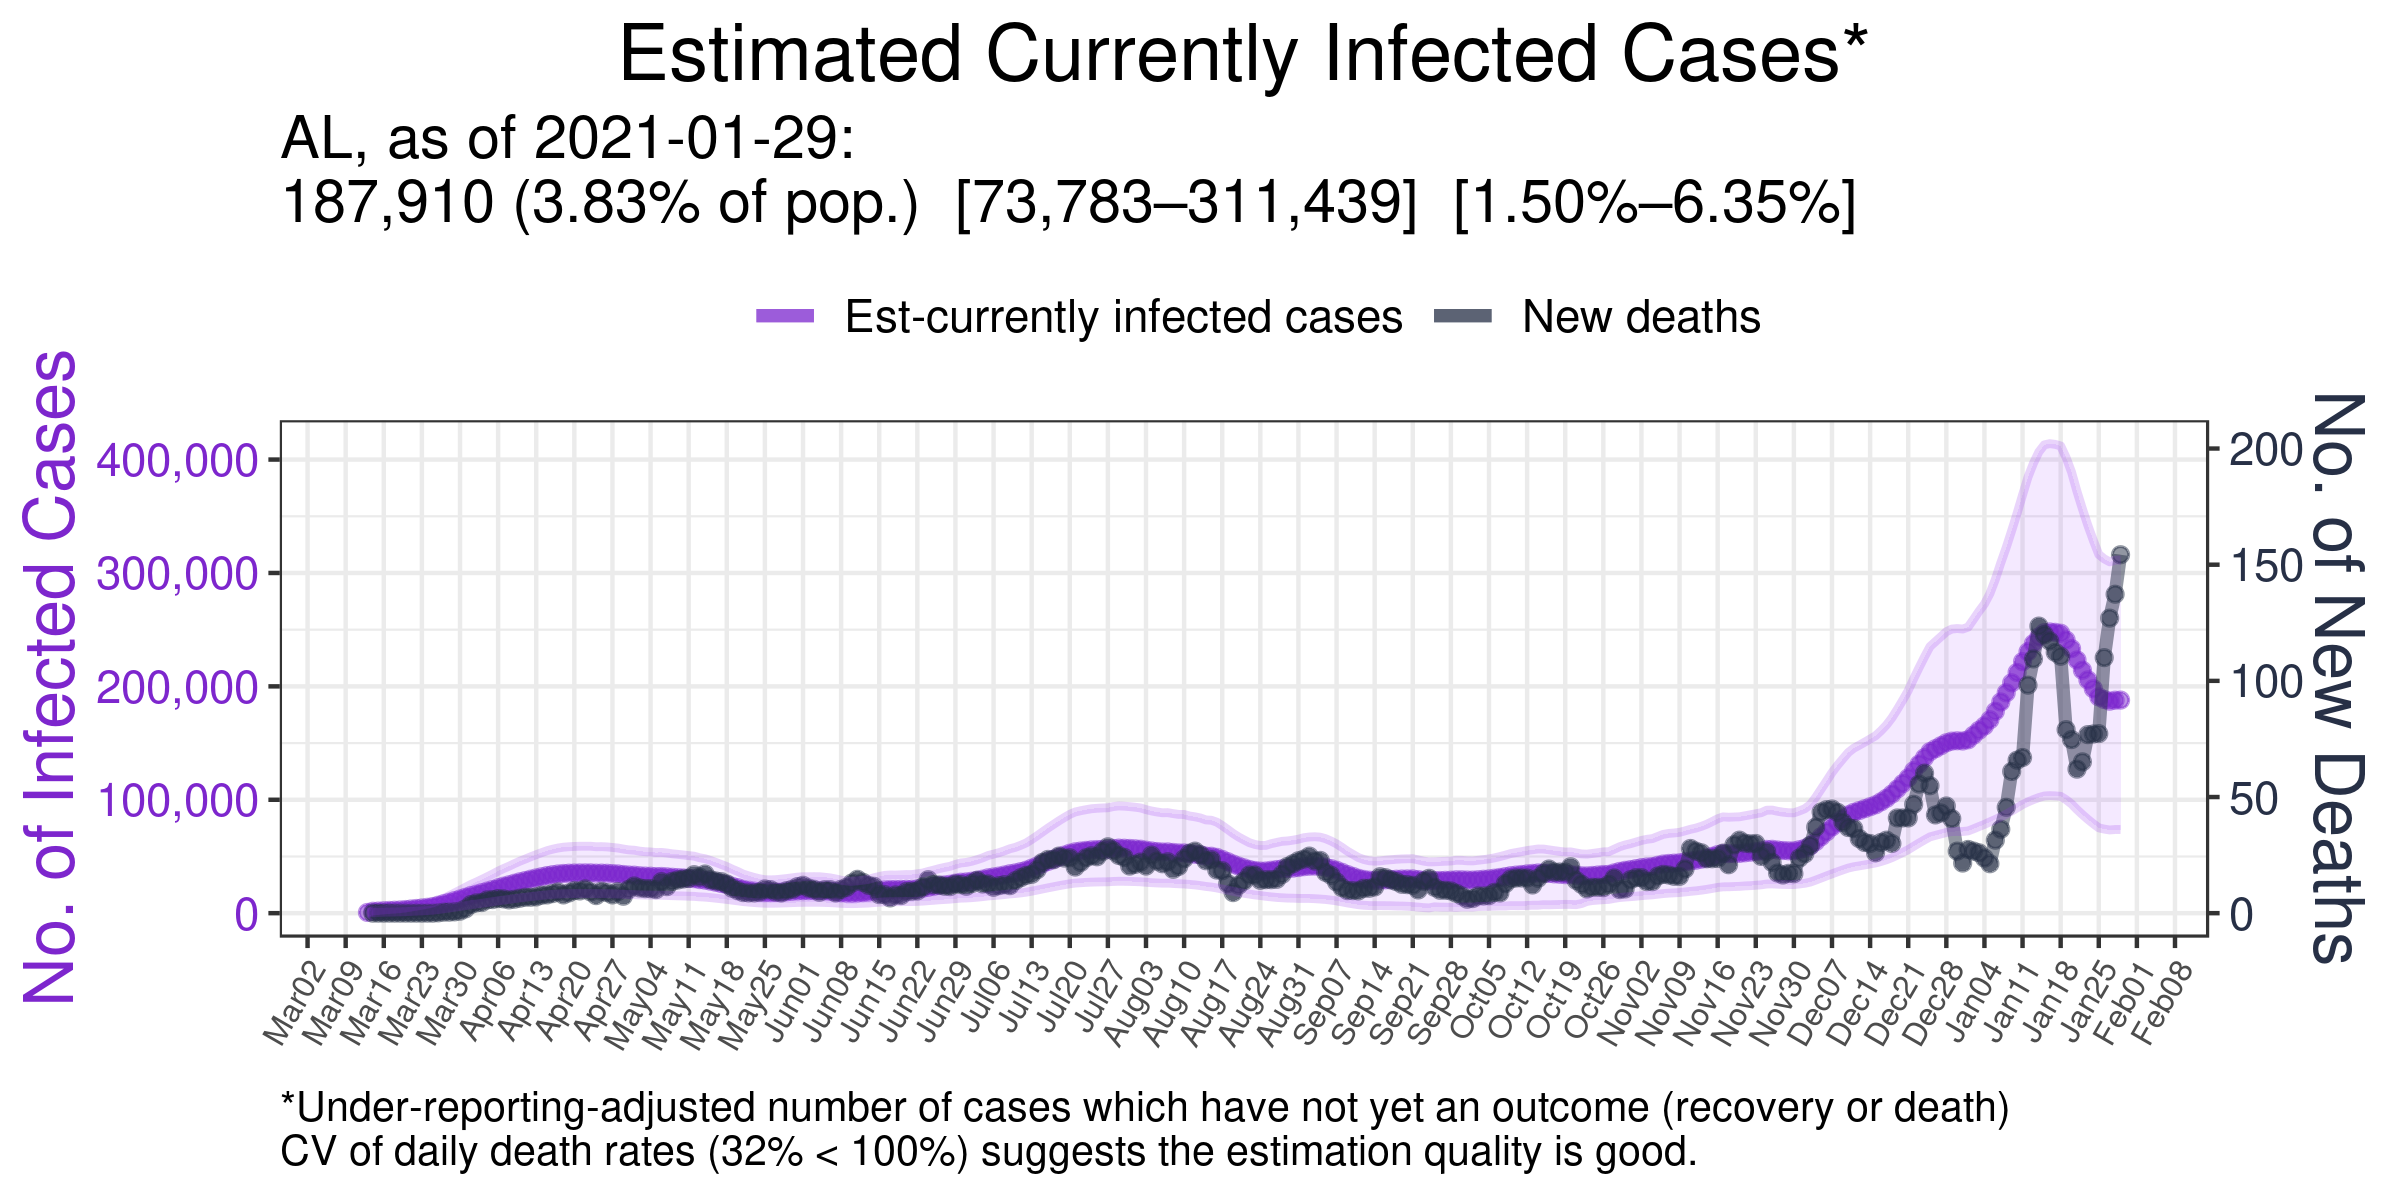 Estimated Currently Infected Cases*
AL, as of 2021-01-29:
187,910 (3.83% of pop.) [73,783–311,439] [1.50%–6.35%]
Est-currently infected cases
New deaths
No. of Infected Cases
400,000
300,000
200,000
100,000
0
No. of New Deaths
200
150
100
50
0
Mar02
Mar09
Mar16
Mar23
Mar30
Apr06
Apr13
Apr20
Apr27
May04
May11
May18
May25
Jun01
Jun08
Jun15
Jun22
Jun29
Jul06
Jul13
Jul20
Jul27
Aug03
Aug10
Aug17
Aug24
Aug31
Sep07
Sep14
Sep21
Sep28
Oct05
Oct12
Oct19
Oct26
Nov02
Nov09
Nov16
Nov23
Nov30
Dec07
Dec14
Dec21
Dec28
Jan04
Jan11
Jan18
Jan25
Feb01
Feb08
*Under-reporting-adjusted number of cases which have not yet an outcome (recovery or death)
CV of daily death rates (32% < 100%) suggests the estimation quality is good.